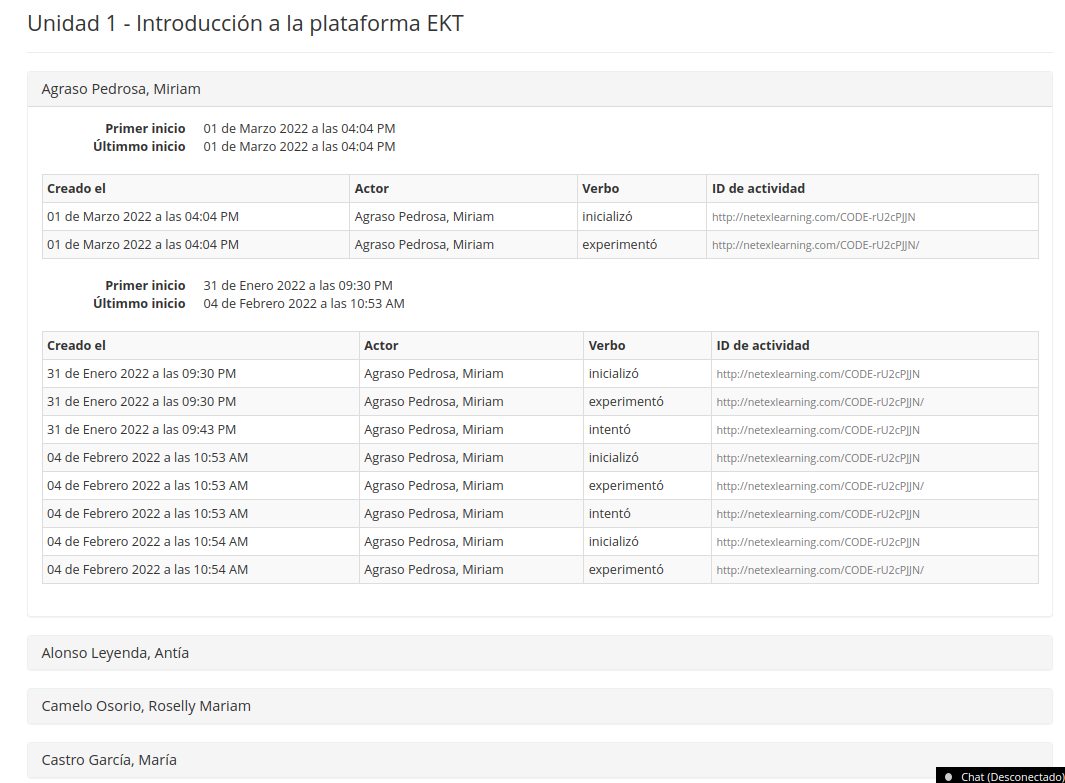 Unidad 1 - Introducción a la plataforma EKT
Agraso Pedrosa, Miriam
Primer inicio 01 de Marzo 2022 a las 04:04 PM
Últimmo inicio 01 de Marzo 2022 a las 04:04 PM
Creado el Actor Verbo ID de actividad
01 de Marzo 2022 a las 04:04 PM Agraso Pedrosa, Miriam inicializó http://netexlearning.com/CODE-rU2cPJJN
01 de Marzo 2022 a las 04:04 PM Agraso Pedrosa, Miriam experimentó http://netexlearning.com/CODE-rU2cPJJN/
Primer inicio 31 de Enero 2022 a las 09:30 PM
Últimmo inicio 04 de Febrero 2022 a las 10:53 AM
Creado el Actor Verbo ID de actividad
31 de Enero 2022 a las 09:30 PM Agraso Pedrosa, Miriam inicializó http://netexlearning.com/CODE-rU2cPJJN
31 de Enero 2022 a las 09:30 PM Agraso Pedrosa, Miriam experimentó http://netexlearning.com/CODE-rU2cPJJN/
31 de Enero 2022 a las 09:43 PM Agraso Pedrosa, Miriam intentó http://netexlearning.com/CODE-rU2cPJJN
04 de Febrero 2022 a las 10:53 AM Agraso Pedrosa, Miriam inicializó http://netexlearning.com/CODE-rU2cPJJN
04 de Febrero 2022 a las 10:53 AM Agraso Pedrosa, Miriam experimentó http://netexlearning.com/CODE-rU2cPJJN/
04 de Febrero 2022 a las 10:53 AM Agraso Pedrosa, Miriam intentó http://netexlearning.com/CODE-rU2cPJJN
04 de Febrero 2022 a las 10:54 AM Agraso Pedrosa, Miriam inicializó http://netexlearning.com/CODE-rU2cPJJN
04 de Febrero 2022 a las 10:54 AM Agraso Pedrosa, Miriam experimentó http://netexlearning.com/CODE-rU2cPJJN/
Alonso Leyenda, Antía
Camelo Osorio, Roselly Mariam
Castro García, María
Chat (Desconectado)